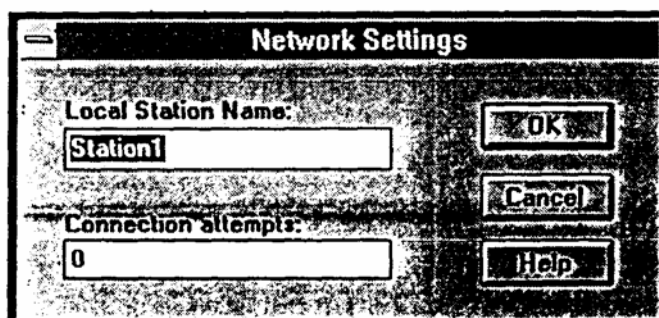 Network Settings
Local Station Name:
Station1
OK
Cancel
Connection attempts:
0
Help